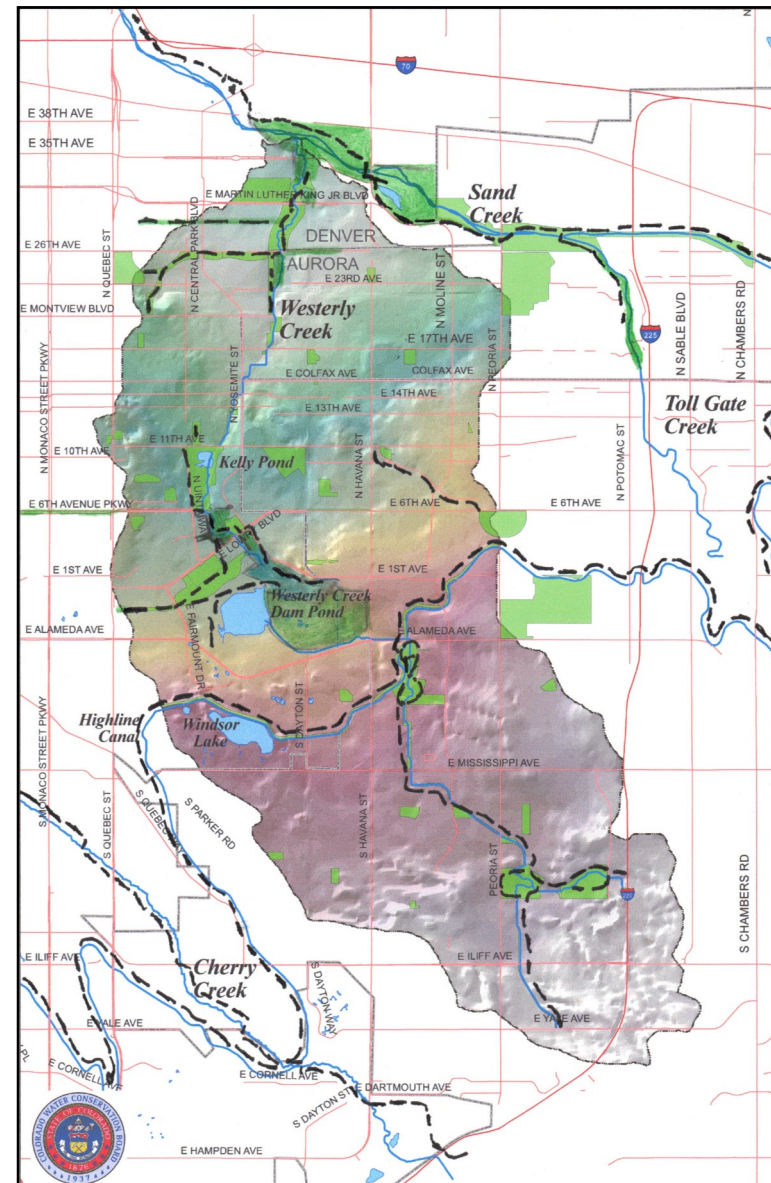 70
E 38TH AVE
E 35TH AVE
E MARTIN LUTHER KING JR BLVD
Sand
Creek
N QUEBEC ST
N CENTRAL PARK BLVD
DENVER
E 26TH AVE
AURORA
E 23RD AVE
N MOLINE ST
E MONTVIEW BLVD
Westerly
Creek
225
N SABLE BLVD
N CHAMBERS RD
E 17TH AVE
N PEORIA ST
N MONACO STREET PKWY
N YOSEMITE ST
E COLFAX AVE
COLFAX AVE
E 14TH AVE
E 13TH AVE
Toll Gate
Creek
E 11TH AVE
E 10TH AVE
Kelly Pond
N HAVANA ST
N POTOMAC ST
E 6TH AVENUE PKWY
E 6TH AVE
E 6TH AVE
E LOWRY BLVD
E 1ST AVE
E 1ST AVE
Westerly Creek
Dam Pond
E FAIRMOUNT DR
E ALAMEDA AVE
E ALAMEDA AVE
S MONACO STREET PKWY
Highline
Canal
Windsor
Lake
S DAYTON ST
E MISSISSIPPI AVE
S QUEBEC ST
S PARKER RD
S HAVANA ST
PEORIA ST
S CHAMBERS RD
E ILIFF AVE
E ILIFF AVE
Cherry
Creek
S DAYTON WAY
E YALE AVE
E YALE AVE
E CORNELL AVE
E CORNELL AVE
E DARTMOUTH AVE
S DAYTON ST
E HAMPDEN AVE
COLORADO WATER CONSERVATION BOARD
STATE OF COLORADO
1876
1937